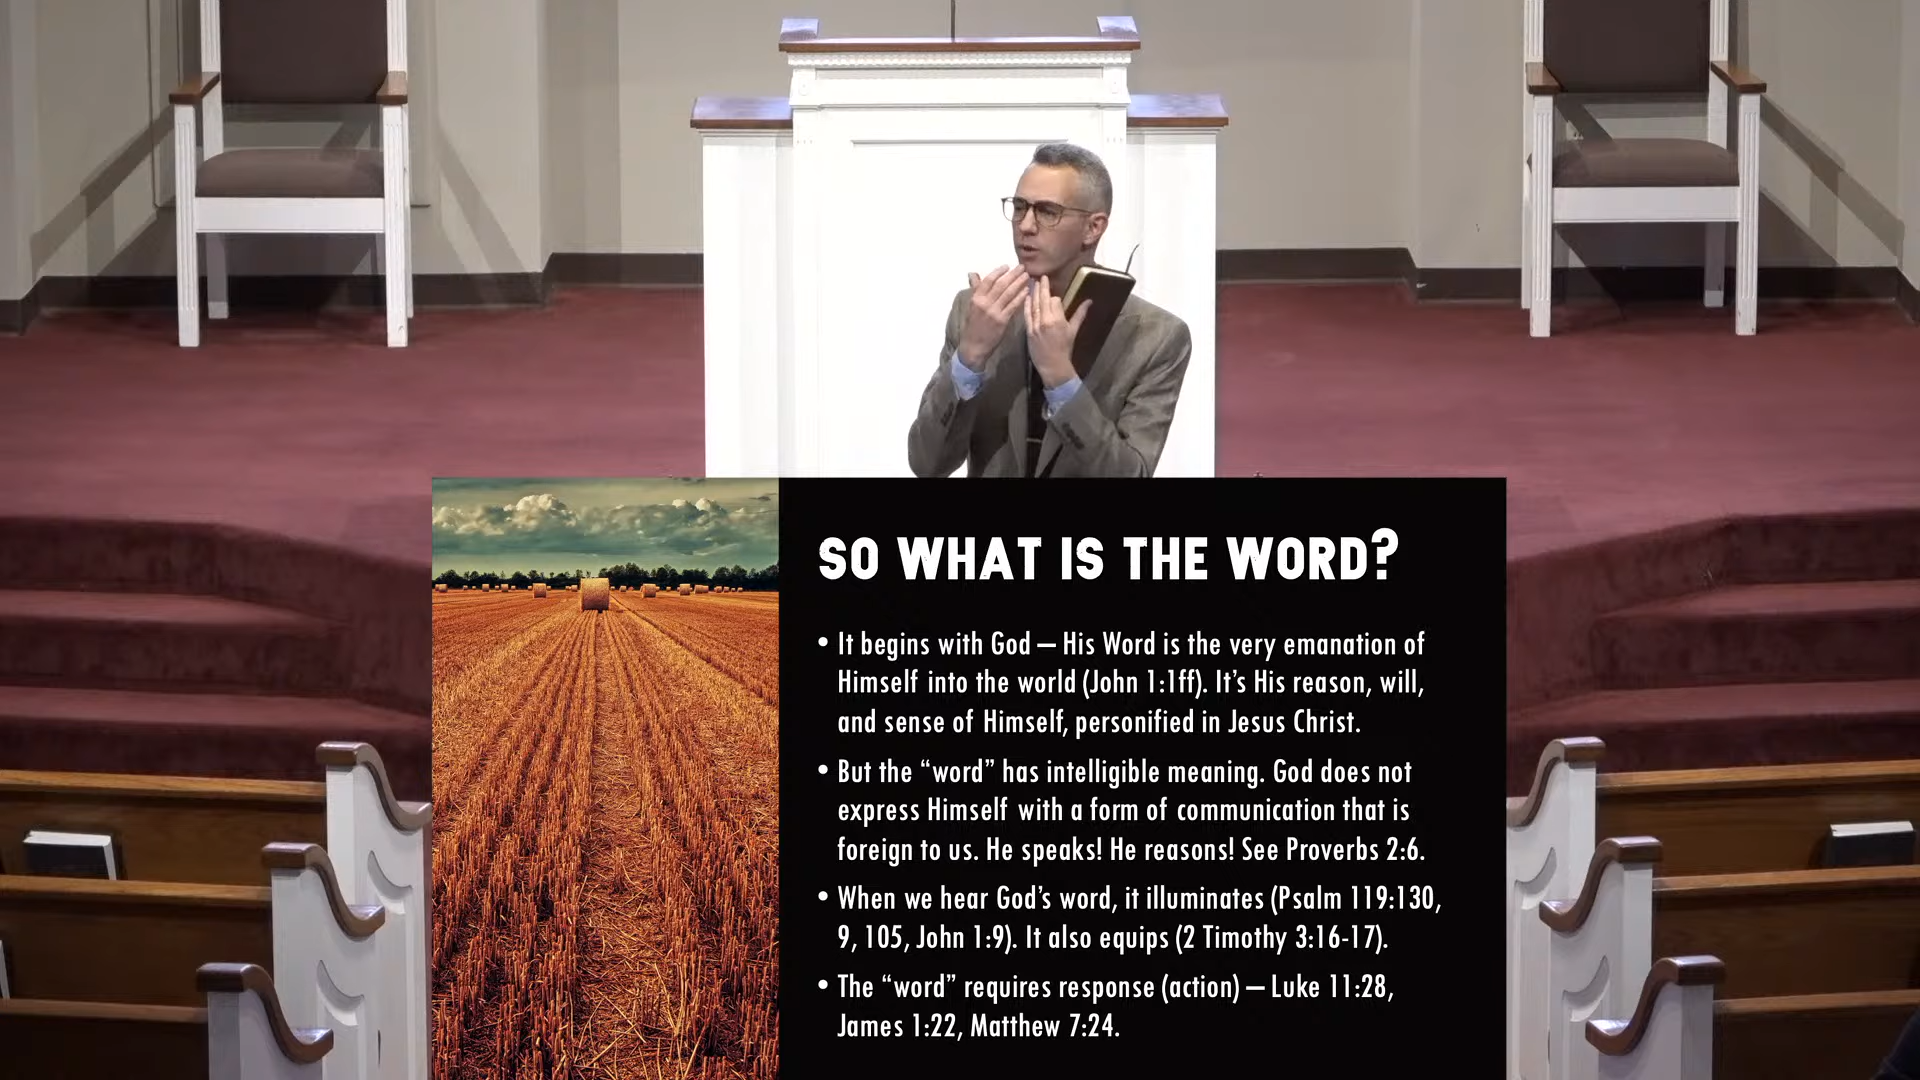 SO WHAT IS THE WORD?
• It begins with God – His Word is the very emanation of
Himself into the world (John 1:1ff). It’s His reason, will,
and sense of Himself, personified in Jesus Christ.
• But the “word” has intelligible meaning. God does not
express Himself with a form of communication that is
foreign to us. He speaks! He reasons! See Proverbs 2:6.
• When we hear God’s word, it illuminates (Psalm 119:130,
9, 105, John 1:9). It also equips (2 Timothy 3:16-17).
• The “word” requires response (action) – Luke 11:28,
James 1:22, Matthew 7:24.